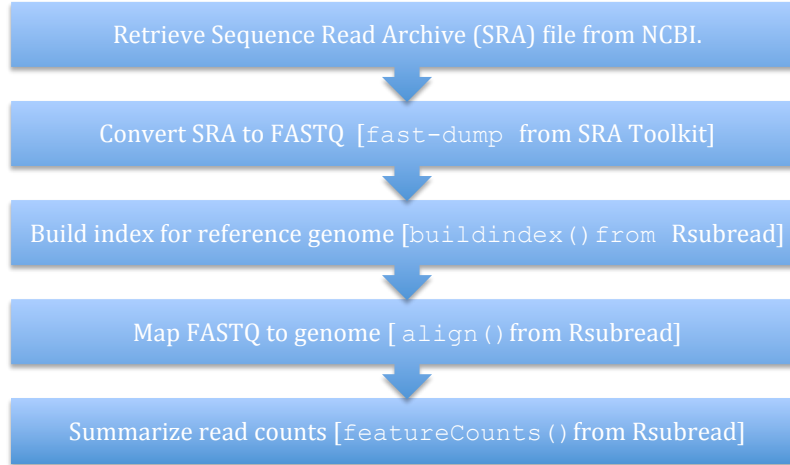 Retrieve Sequence Read Archive (SRA) file from NCBI.
Convert SRA to FASTQ [fast-dump from SRA Toolkit]
Build index for reference genome [buildindex()from Rsubread]
Map FASTQ to genome [ align()from Rsubread]
Summarize read counts [featureCounts()from Rsubread]